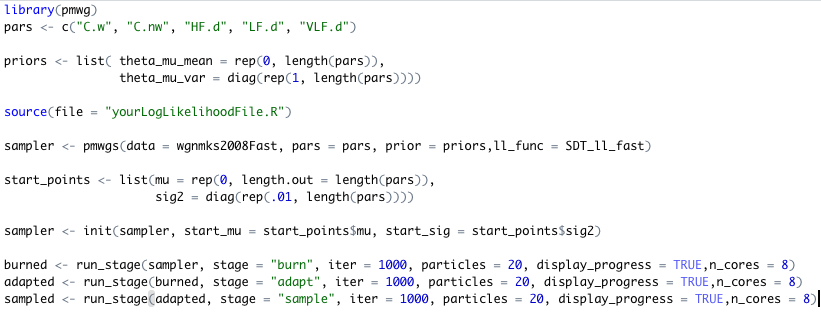 library(pmwg)
pars <- c("C.w", "C.nw", "HF.d", "LF.d", "VLF.d")
priors <- list( theta_mu_mean = rep(0, length(pars)),
theta_mu_var = diag(rep(1, length(pars))))
source(file = "yourLogLikelihoodFile.R")
sampler <- pmwgs(data = wgnmks2008Fast, pars = pars, prior = priors,ll_func = SDT_ll_fast)
start_points <- list(mu = rep(0, length.out = length(pars)),
sig2 = diag(rep(.01, length(pars))))
sampler <- init(sampler, start_mu = start_points$mu, start_sig = start_points$sig2)
burned <- run_stage(sampler, stage = "burn", iter = 1000, particles = 20, display_progress = TRUE,n_cores = 8)
adapted <- run_stage(burned, stage = "adapt", iter = 1000, particles = 20, display_progress = TRUE,n_cores = 8)
sampled <- run_stage(adapted, stage = "sample", iter = 1000, particles = 20, display_progress = TRUE,n_cores = 8)